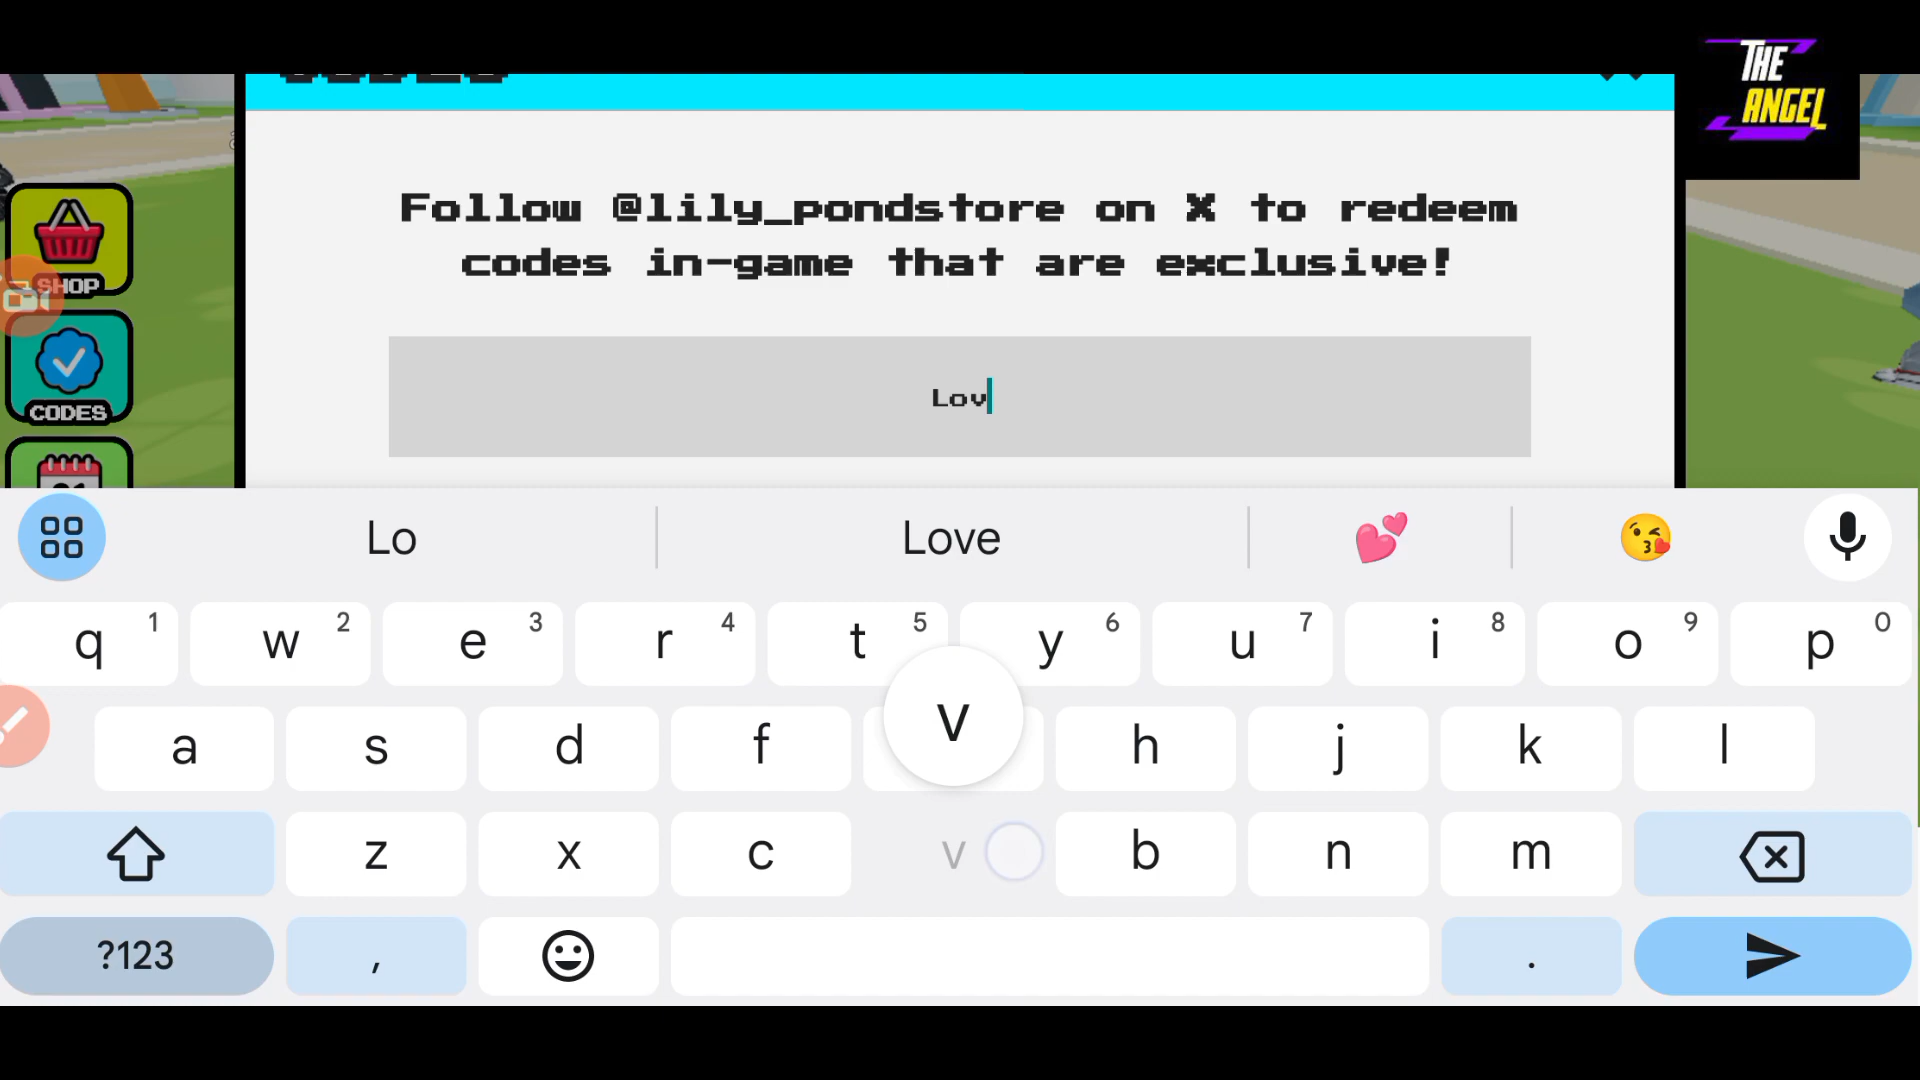 THE
ANGEL
Follow @lily_pondstore on X to redeem
codes in-game that are exclusive!
SHOP
Lov
CODES
Lo Love 💕 😘
q 1 w 2 e 3 r 4 t 5 y 6 u 7 i 8 o 9 p 0
a s d f v h j k l
z x c v b n m
?123 , .